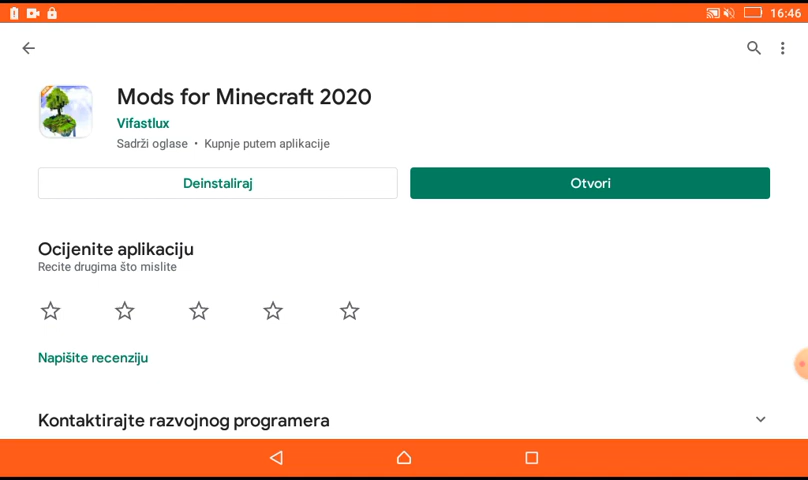 16:46
Mods for Minecraft 2020
Vifastlux
Sadrži oglase • Kupnje putem aplikacije
Deinstaliraj
Otvori
Ocijenite aplikaciju
Recite drugima što mislite
Napišite recenziju
Kontaktirajte razvojnog programera